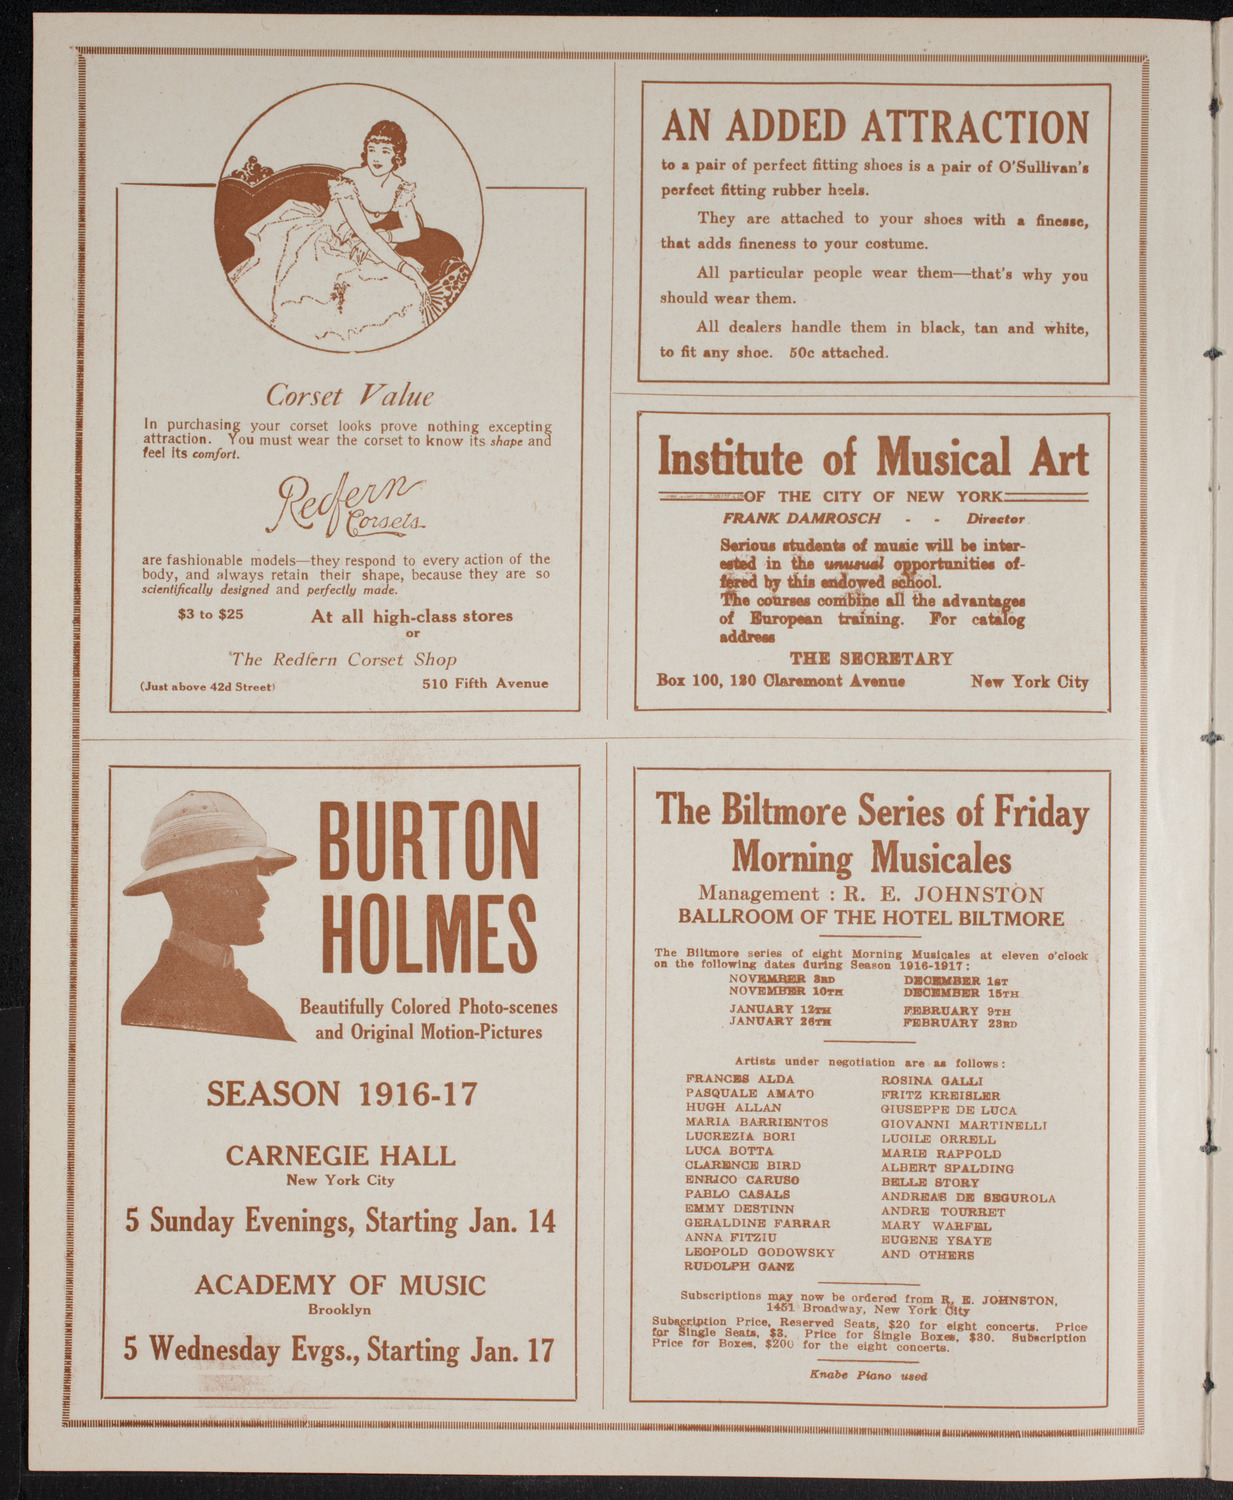 Corset Value
In purchasing your corset looks prove nothing excepting
attraction. You must wear the corset to know its shape and
feel its comfort.
Redfern
Corsets
are fashionable models—they respond to every action of the
body, and always retain their shape, because they are so
scientifically designed and perfectly made.
$3 to $25 At all high-class stores
or
The Redfern Corset Shop
(Just above 42d Street) 510 Fifth Avenue
AN ADDED ATTRACTION
to a pair of perfect fitting shoes is a pair of O'Sullivan's
perfect fitting rubber heels.
They are attached to your shoes with a finesse,
that adds fineness to your costume.
All particular people wear them—that's why you
should wear them.
All dealers handle them in black, tan and white,
to fit any shoe. 50c attached.
Institute of Musical Art
OF THE CITY OF NEW YORK
FRANK DAMROSCH - - Director
Serious students of music will be inter-
ested in the unusual opportunities of-
fered by this endowed school.
The courses combine all the advantages
of European training. For catalog
address
THE SECRETARY
Box 100, 120 Claremont Avenue New York City
BURTON
HOLMES
Beautifully Colored Photo-scenes
and Original Motion-Pictures
SEASON 1916-17
CARNEGIE HALL
New York City
5 Sunday Evenings, Starting Jan. 14
ACADEMY OF MUSIC
Brooklyn
5 Wednesday Evgs., Starting Jan. 17
The Biltmore Series of Friday
Morning Musicales
Management : R. E. JOHNSTON
BALLROOM OF THE HOTEL BILTMORE
The Biltmore series of eight Morning Musicales at eleven o'clock
on the following dates during Season 1916-1917:
NOVEMBER 3RD DECEMBER 1ST
NOVEMBER 10TH DECEMBER 15TH
JANUARY 12TH FEBRUARY 9TH
JANUARY 26TH FEBRUARY 23RD
Artists under negotiation are as follows:
FRANCES ALDA
PASQUALE AMATO
HUGH ALLAN
MARIA BARRIENTOS
LUCREZIA BORI
LUCA BOTTA
CLARENCE BIRD
ENRICO CARUSO
PABLO CASALS
EMMY DESTINN
GERALDINE FARRAR
ANNA FITZIU
LEOPOLD GODOWSKY
RUDOLPH GANZ
ROSINA GALLI
FRITZ KREISLER
GIUSEPPE DE LUCA
GIOVANNI MARTINELLI
LUCILE ORRELL
MARIE RAPPOLD
ALBERT SPALDING
BELLE STORY
ANDREAS DE SEGUROLA
ANDRE TOURRET
MARY WARFEL
EUGENE YSAYE
AND OTHERS
Subscriptions may now be ordered from R. E. JOHNSTON,
1451 Broadway, New York City
Subscription Price, Reserved Seats, $20 for eight concerts. Price
for Single Seats, $3. Price for Single Boxes, $30. Subscription
Price for Boxes, $200 for the eight concerts.
Knabe Piano used